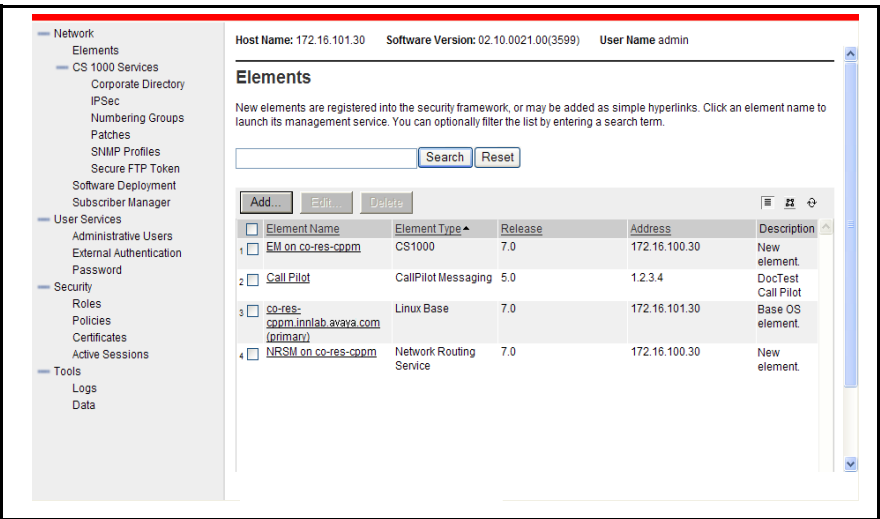 Network
Elements
CS 1000 Services
Corporate Directory
IPSec
Numbering Groups
Patches
SNMP Profiles
Secure FTP Token
Software Deployment
Subscriber Manager
User Services
Administrative Users
External Authentication
Password
Security
Roles
Policies
Certificates
Active Sessions
Tools
Logs
Data
Host Name: 172.16.101.30 Software Version: 02.10.0021.00(3599) User Name admin
Elements
New elements are registered into the security framework, or may be added as simple hyperlinks. Click an element name to
launch its management service. You can optionally filter the list by entering a search term.
Search Reset
Add... Edit... Delete
Element Name Element Type Release Address Description
1 EM on co-res-cppm CS1000 7.0 172.16.100.30 New
element.
2 Call Pilot CallPilot Messaging 5.0 1.2.3.4 DocTest
Call Pilot
3 co-res- Linux Base 7.0 172.16.101.30 Base OS
cppm.innlab.avaya.com element.
(primary)
4 NRSM on co-res-cppm Network Routing 7.0 172.16.100.30 New
Service element.